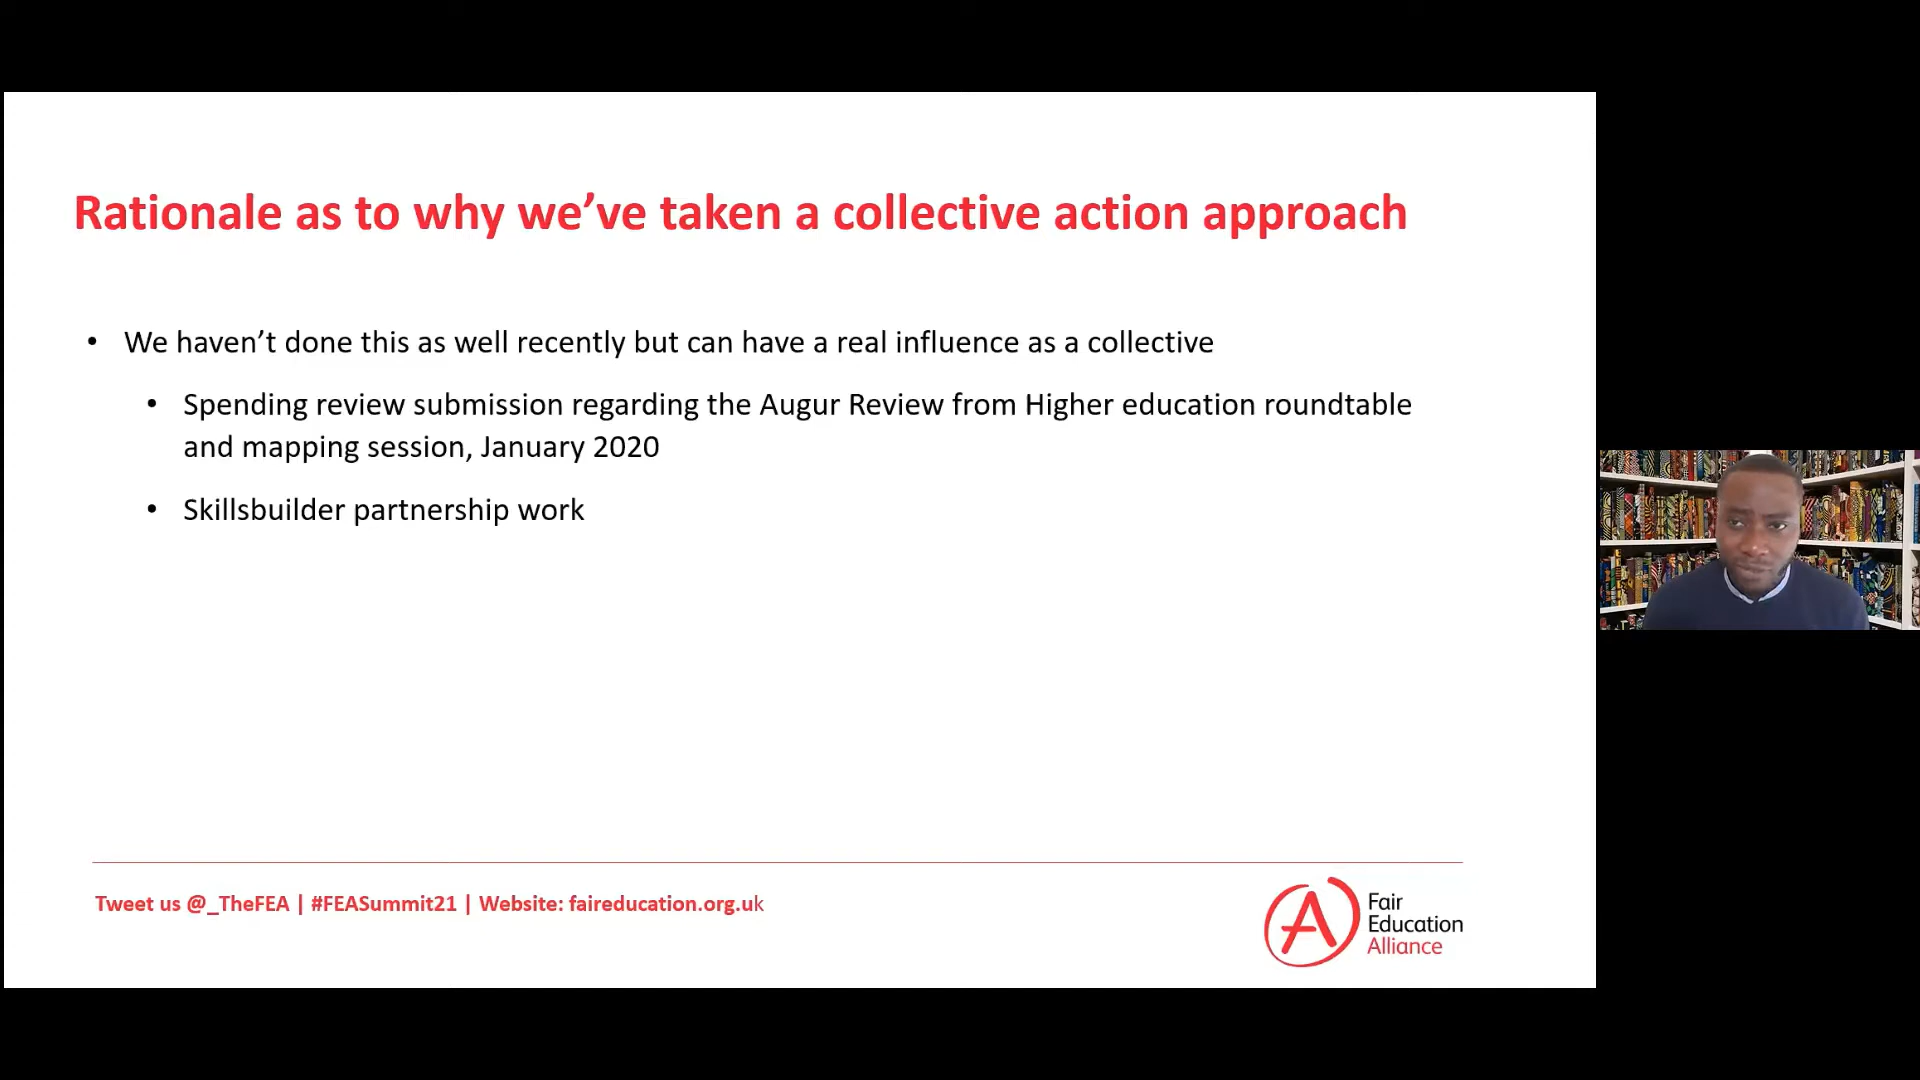 Rationale as to why we’ve taken a collective action approach
• We haven’t done this as well recently but can have a real influence as a collective
• Spending review submission regarding the Augur Review from Higher education roundtable
and mapping session, January 2020
• Skillsbuilder partnership work
Tweet us @_TheFEA | #FEASummit21 | Website: faireducation.org.uk
Fair
Education
Alliance